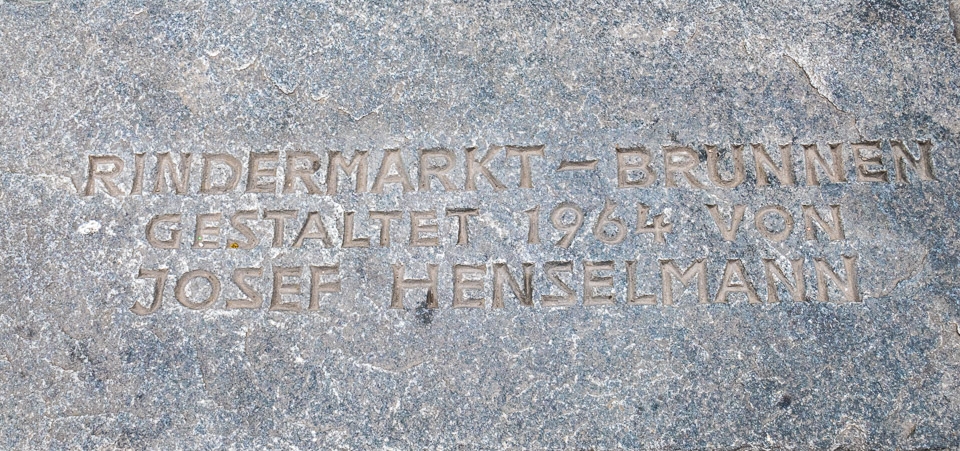 RINDERMARKT – BRUNNEN
GESTALTET 1964 VON
JOSEF HENSELMANN